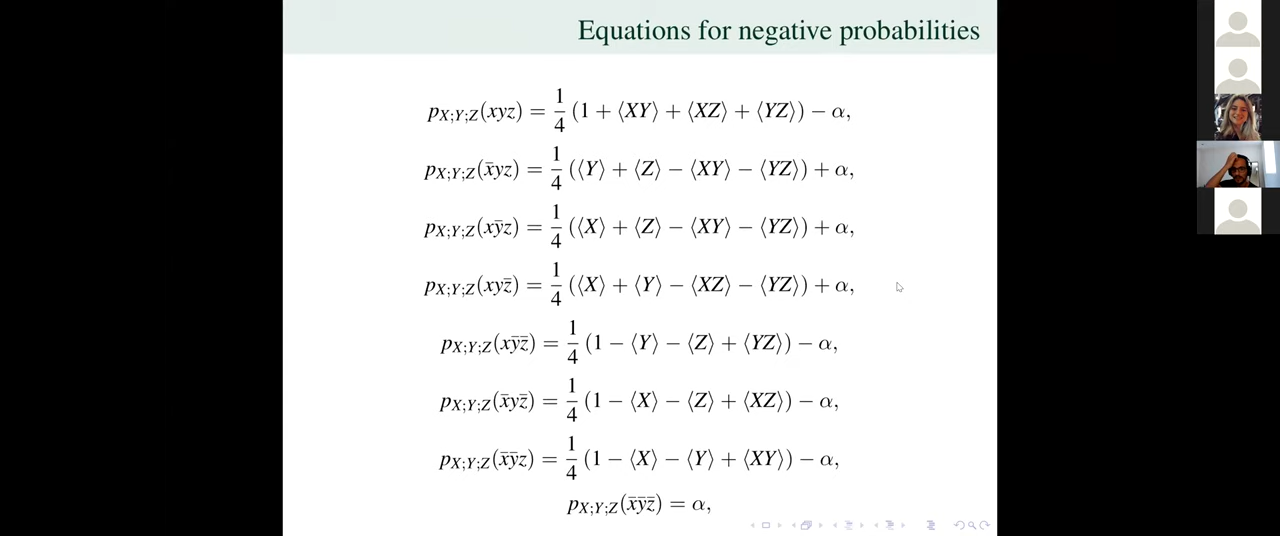 Equations for negative probabilities
p_{X;Y;Z}(xyz) = 1/4 (1 + ⟨XY⟩ + ⟨XZ⟩ + ⟨YZ⟩) − α,
p_{X;Y;Z}(x̄yz) = 1/4 (⟨Y⟩ + ⟨Z⟩ − ⟨XY⟩ − ⟨YZ⟩) + α,
p_{X;Y;Z}(xȳz) = 1/4 (⟨X⟩ + ⟨Z⟩ − ⟨XY⟩ − ⟨YZ⟩) + α,
p_{X;Y;Z}(xyz̄) = 1/4 (⟨X⟩ + ⟨Y⟩ − ⟨XZ⟩ − ⟨YZ⟩) + α,
p_{X;Y;Z}(xȳz̄) = 1/4 (1 − ⟨Y⟩ − ⟨Z⟩ + ⟨YZ⟩) − α,
p_{X;Y;Z}(x̄yz̄) = 1/4 (1 − ⟨X⟩ − ⟨Z⟩ + ⟨XZ⟩) − α,
p_{X;Y;Z}(x̄ȳz) = 1/4 (1 − ⟨X⟩ − ⟨Y⟩ + ⟨XY⟩) − α,
p_{X;Y;Z}(x̄ȳz̄) = α,